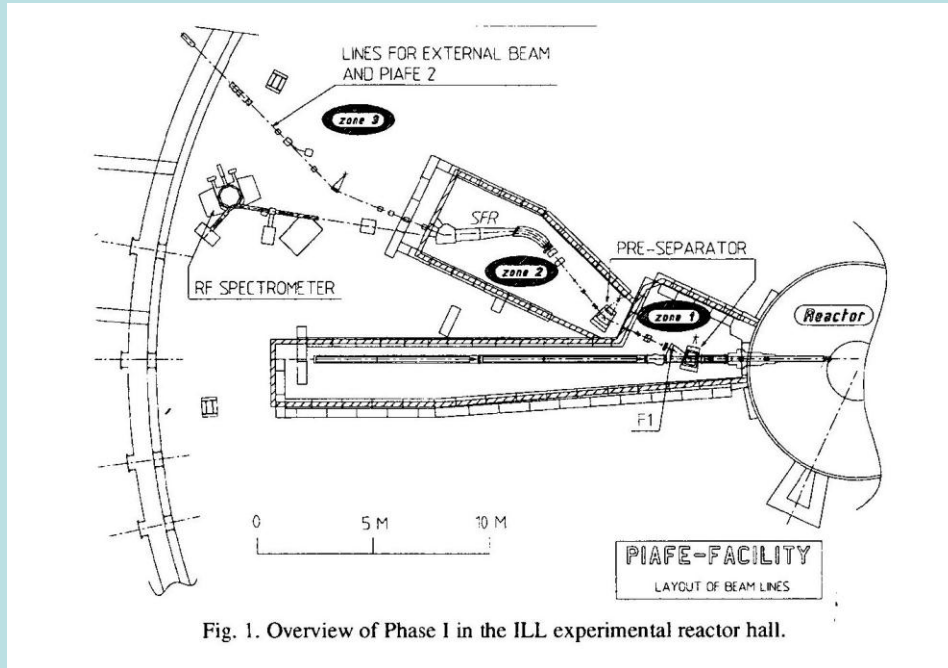 LINES FOR EXTERNAL BEAM
AND PIAFE 2
zone 3
SFR
PRE-SEPARATOR
zone 2
RF SPECTROMETER
zone 1
Reactor
F1
0 5 M 10 M
PIAFE-FACILITY
LAYOUT OF BEAM LINES
Fig. 1. Overview of Phase I in the ILL experimental reactor hall.